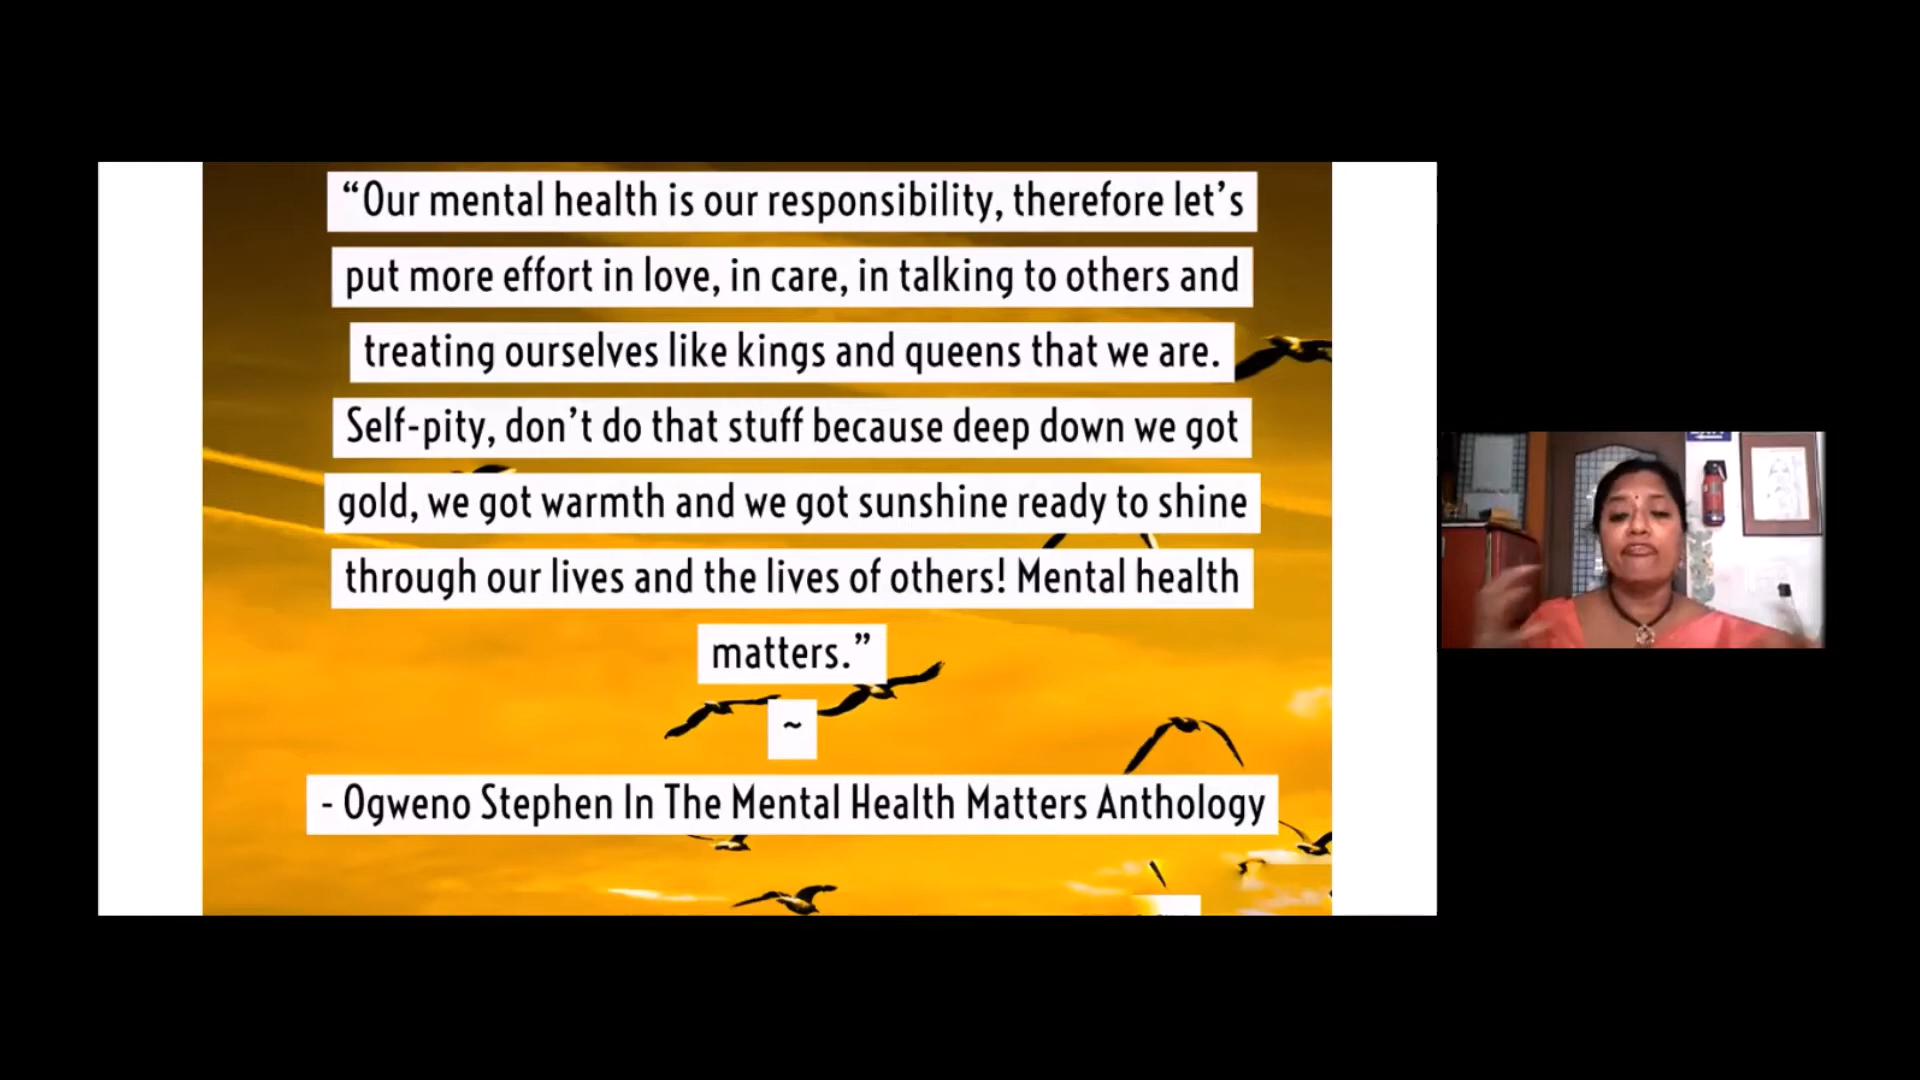 “Our mental health is our responsibility, therefore let’s
put more effort in love, in care, in talking to others and
treating ourselves like kings and queens that we are.
Self-pity, don’t do that stuff because deep down we got
gold, we got warmth and we got sunshine ready to shine
through our lives and the lives of others! Mental health
matters.”
~
- Ogweno Stephen In The Mental Health Matters Anthology